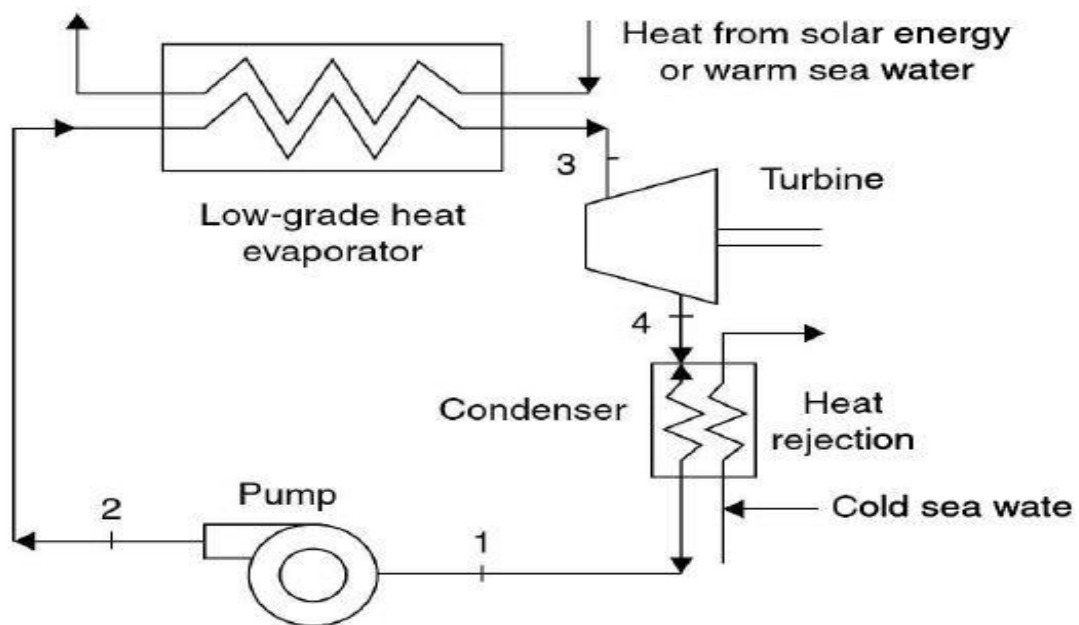 Heat from solar energy
or warm sea water
3
Turbine
Low-grade heat
evaporator
4
Condenser
Heat
rejection
Pump
2
1
Cold sea wate